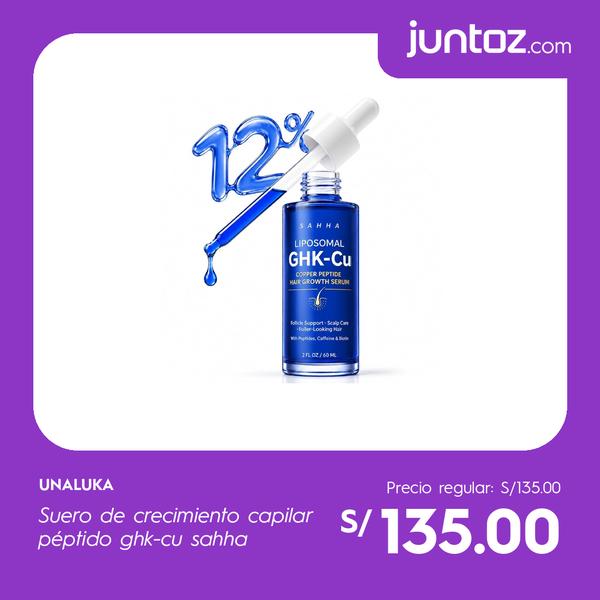 juntoz.com
12%
SAHHA
LIPOSOMAL
GHK-Cu
COPPER PEPTIDE
HAIR GROWTH SERUM
Follicle Support · Scalp Care
· Fuller-Looking Hair
With Peptides, Caffeine & Biotin
2 FL OZ / 60 ML
UNALUKA
Suero de crecimiento capilar
péptido ghk-cu sahha
Precio regular: S/135.00
S/ 135.00